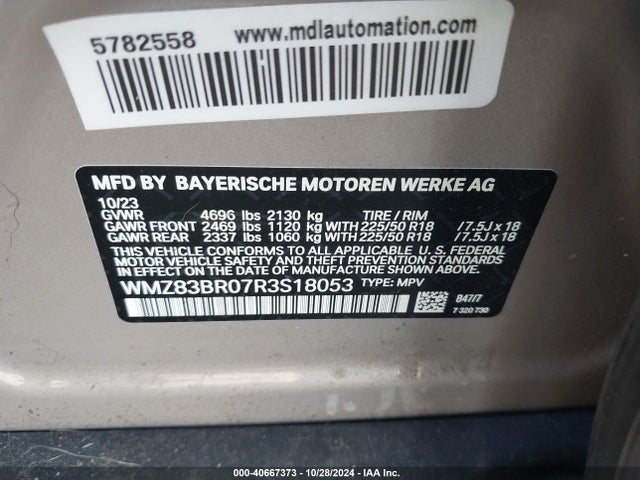 5782558 www.mdlautomation.com
MFD BY BAYERISCHE MOTOREN WERKE AG
10/23
GVWR 4696 lbs 2130 kg TIRE / RIM
GAWR FRONT 2469 lbs 1120 kg WITH 225/50 R18 /7.5J x 18
GAWR REAR 2337 lbs 1060 kg WITH 225/50 R18 /7.5J x 18
THIS VEHICLE CONFORMS TO ALL APPLICABLE U. S. FEDERAL
MOTOR VEHICLE SAFETY, BUMPER, AND THEFT PREVENTION
STANDARDS IN EFFECT ON THE DATE OF MANUFACTURE SHOWN ABOVE.
WMZ83BR07R3S18053 TYPE: MPV
B47/7
7 320 730
000-40667373 | 10/28/2024 - IAA Inc.